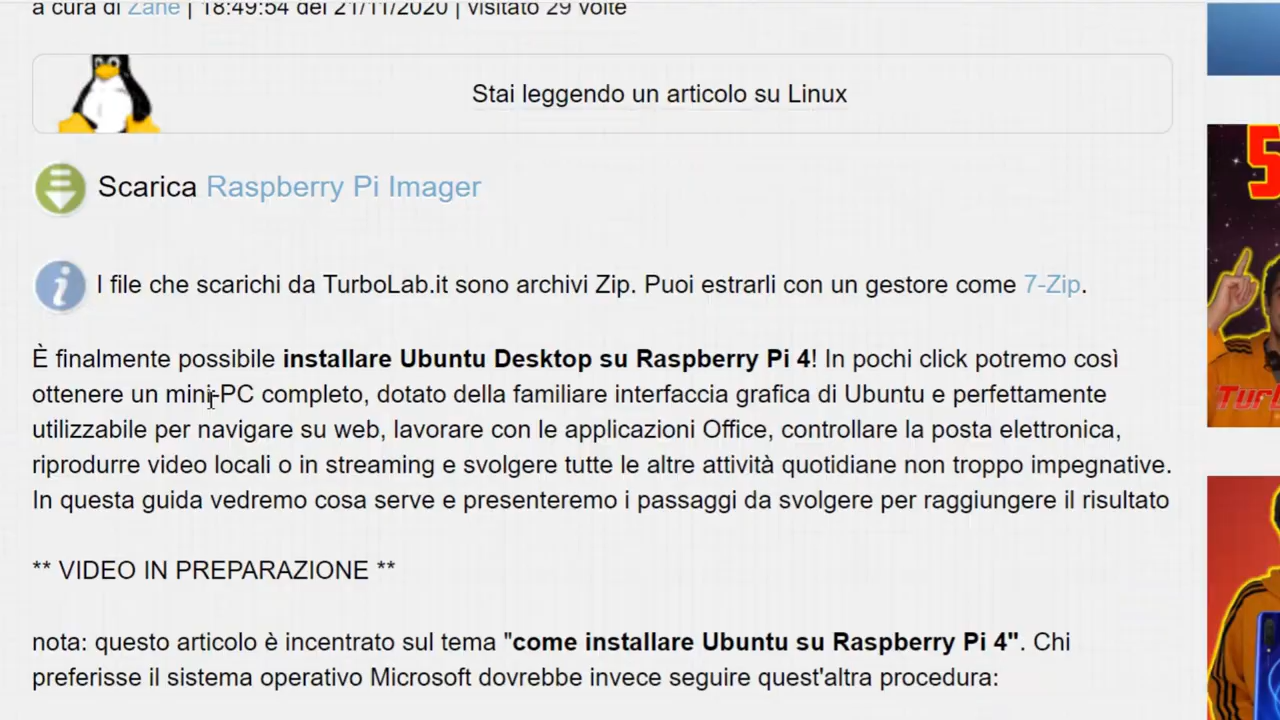 a cura di Zane | 18:49:54 del 21/11/2020 | visitato 29 volte
Stai leggendo un articolo su Linux
Scarica Raspberry Pi Imager
I file che scarichi da TurboLab.it sono archivi Zip. Puoi estrarli con un gestore come 7-Zip.
È finalmente possibile installare Ubuntu Desktop su Raspberry Pi 4! In pochi click potremo così
ottenere un mini-PC completo, dotato della familiare interfaccia grafica di Ubuntu e perfettamente
utilizzabile per navigare su web, lavorare con le applicazioni Office, controllare la posta elettronica,
riprodurre video locali o in streaming e svolgere tutte le altre attività quotidiane non troppo impegnative.
In questa guida vedremo cosa serve e presenteremo i passaggi da svolgere per raggiungere il risultato
** VIDEO IN PREPARAZIONE **
nota: questo articolo è incentrato sul tema "come installare Ubuntu su Raspberry Pi 4". Chi
preferisse il sistema operativo Microsoft dovrebbe invece seguire quest'altra procedura:
5